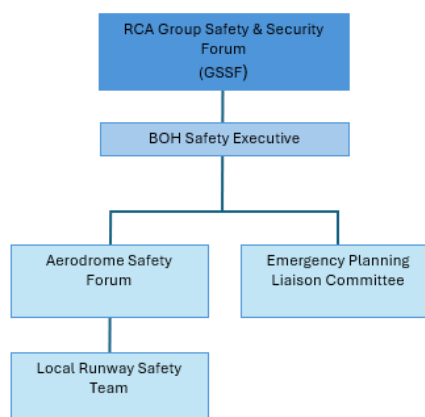 RCA Group Safety & Security
Forum
(GSSF)
BOH Safety Executive
Aerodrome Safety
Forum
Emergency Planning
Liaison Committee
Local Runway Safety
Team